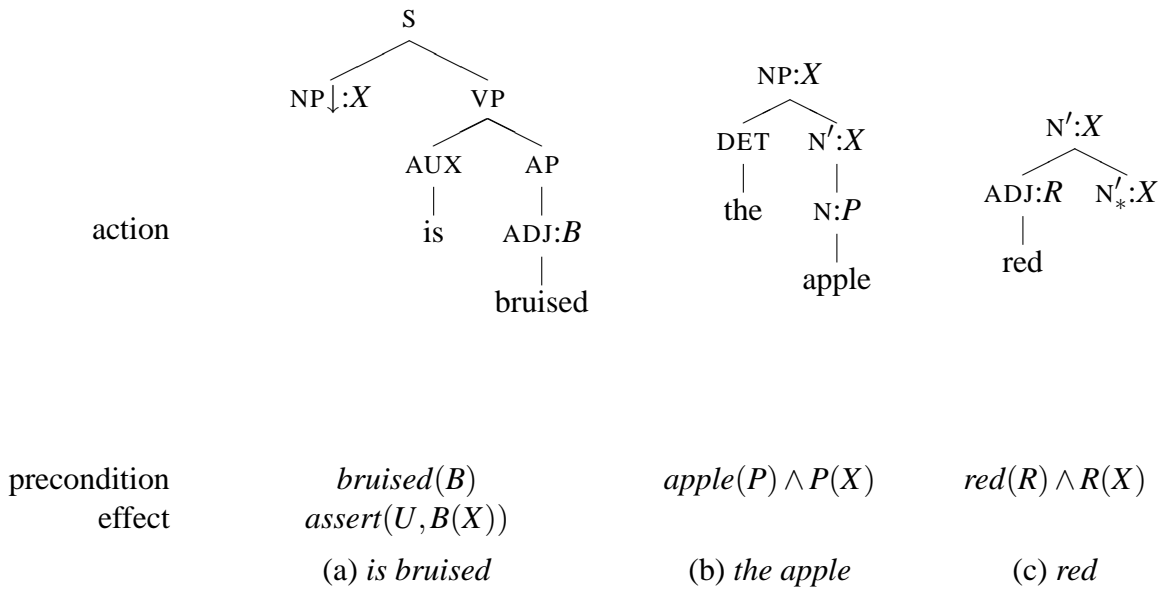 S
NP↓:X VP
AUX AP
is ADJ:B
bruised
NP:X
DET N′:X
the N:P
apple
N′:X
ADJ:R N′*:X
red
action
precondition bruised(B) apple(P)∧P(X) red(R)∧R(X)
effect assert(U,B(X))
(a) is bruised (b) the apple (c) red